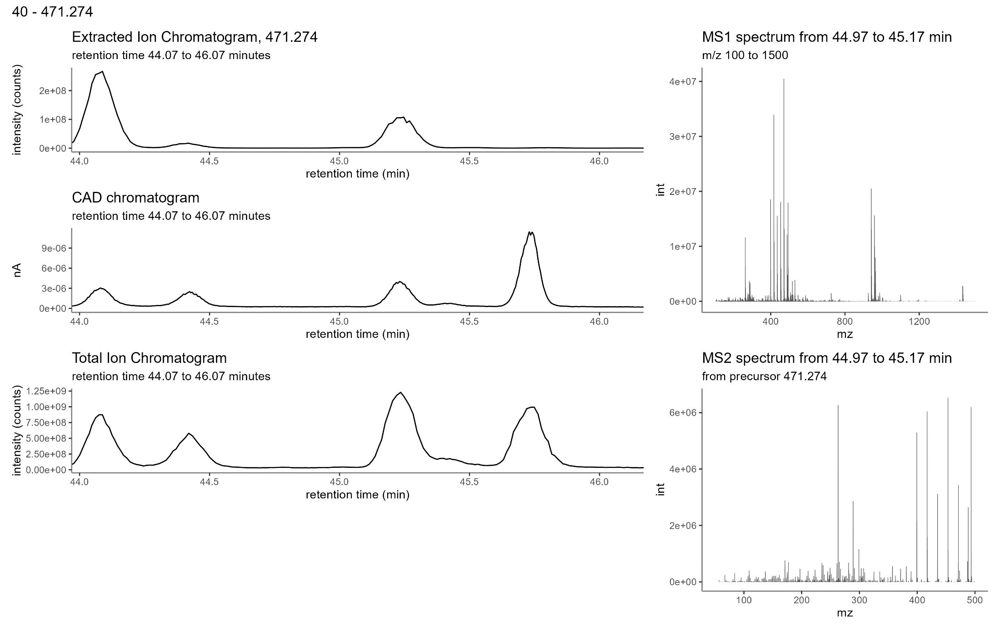 40 - 471.274
Extracted Ion Chromatogram, 471.274
retention time 44.07 to 46.07 minutes
intensity (counts)
2e+08
1e+08
0e+00
44.0 44.5 45.0 45.5 46.0
retention time (min)
CAD chromatogram
retention time 44.07 to 46.07 minutes
nA
9e-06
6e-06
3e-06
0e+00
44.0 44.5 45.0 45.5 46.0
retention time (min)
Total Ion Chromatogram
retention time 44.07 to 46.07 minutes
intensity (counts)
1.25e+09
1.00e+09
7.50e+08
5.00e+08
2.50e+08
0.00e+00
44.0 44.5 45.0 45.5 46.0
retention time (min)
MS1 spectrum from 44.97 to 45.17 min
m/z 100 to 1500
int
4e+07
3e+07
2e+07
1e+07
0e+00
400 800 1200
mz
MS2 spectrum from 44.97 to 45.17 min
from precursor 471.274
int
6e+06
4e+06
2e+06
0e+00
100 200 300 400 500
mz